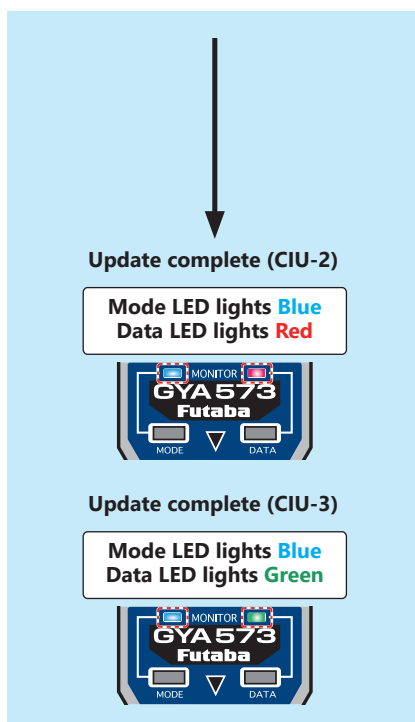 Update complete (CIU-2)
Mode LED lights Blue
Data LED lights Red
MONITOR
GYA573
Futaba
MODE DATA
Update complete (CIU-3)
Mode LED lights Blue
Data LED lights Green
MONITOR
GYA573
Futaba
MODE DATA